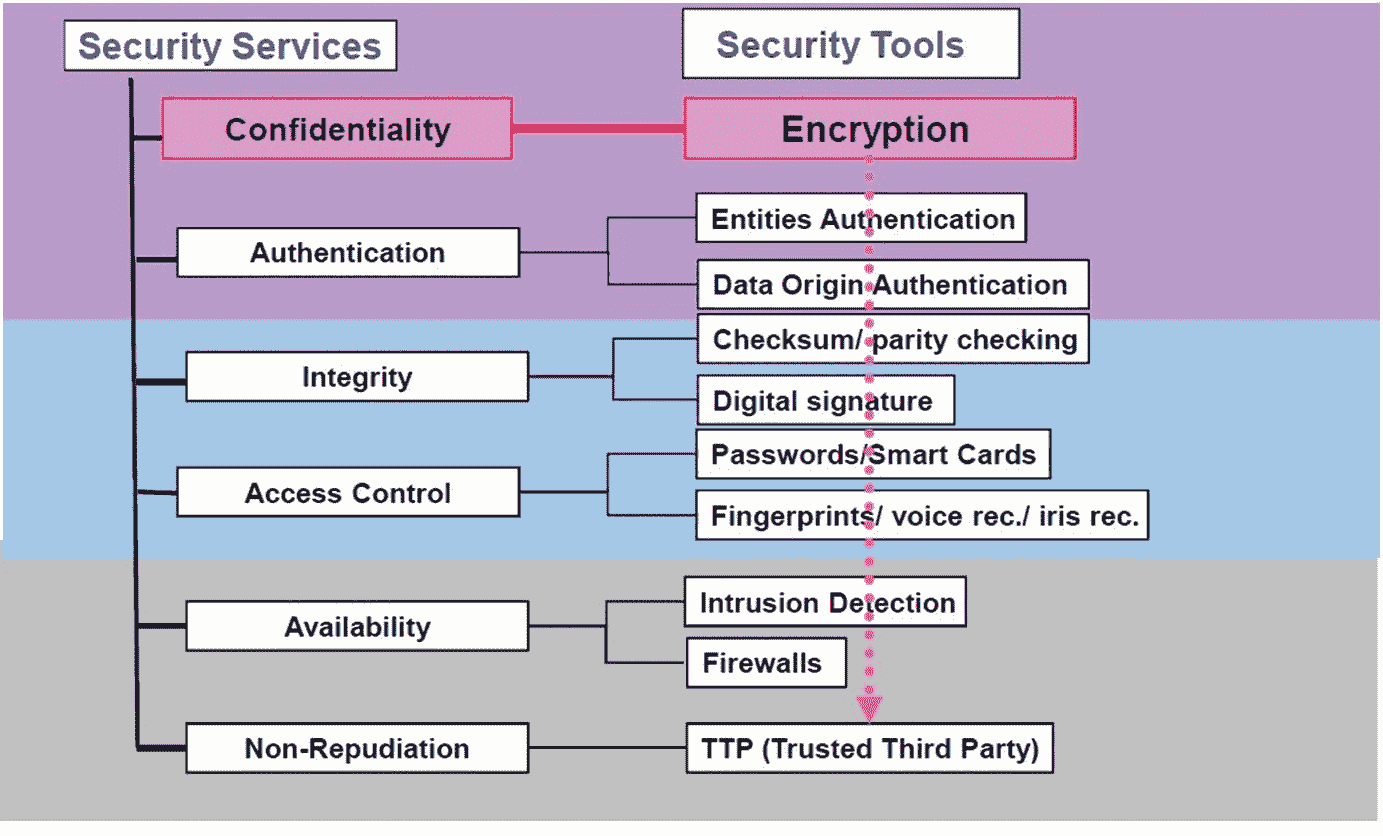 Security Services
Security Tools
Confidentiality
Encryption
Authentication
Entities Authentication
Data Origin Authentication
Integrity
Checksum/ parity checking
Digital signature
Access Control
Passwords/Smart Cards
Fingerprints/ voice rec./ iris rec.
Availability
Intrusion Detection
Firewalls
Non-Repudiation
TTP (Trusted Third Party)